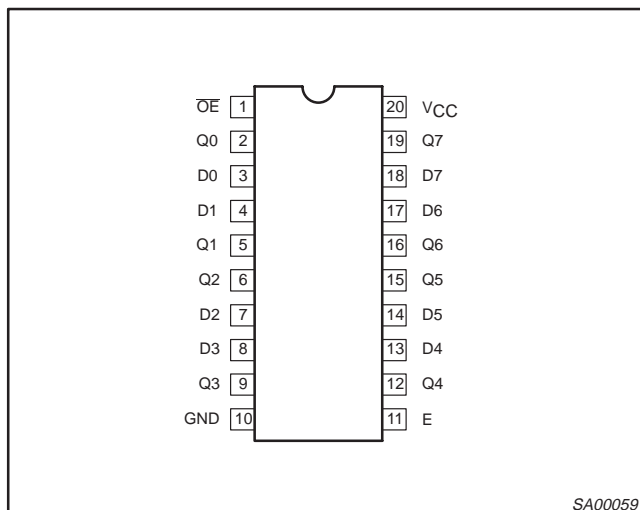 O̅E̅ 1 20 VCC
Q0 2 19 Q7
D0 3 18 D7
D1 4 17 D6
Q1 5 16 Q6
Q2 6 15 Q5
D2 7 14 D5
D3 8 13 D4
Q3 9 12 Q4
GND 10 11 E
SA00059